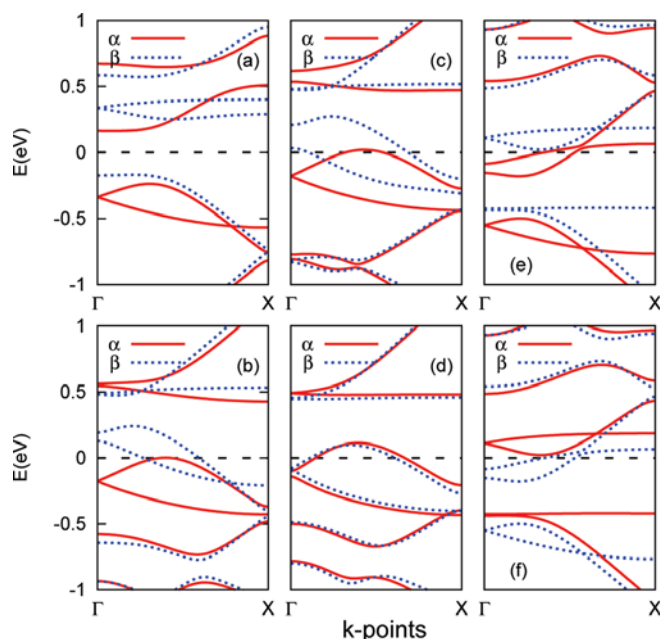 α
β
(a)
α
β
(c)
α
β
(e)
E(eV)
1
0.5
0
-0.5
-1
Γ X Γ X Γ X
α
β
(b)
α
β
(d)
α
β
(f)
E(eV)
1
0.5
0
-0.5
-1
Γ X Γ X Γ X
k-points